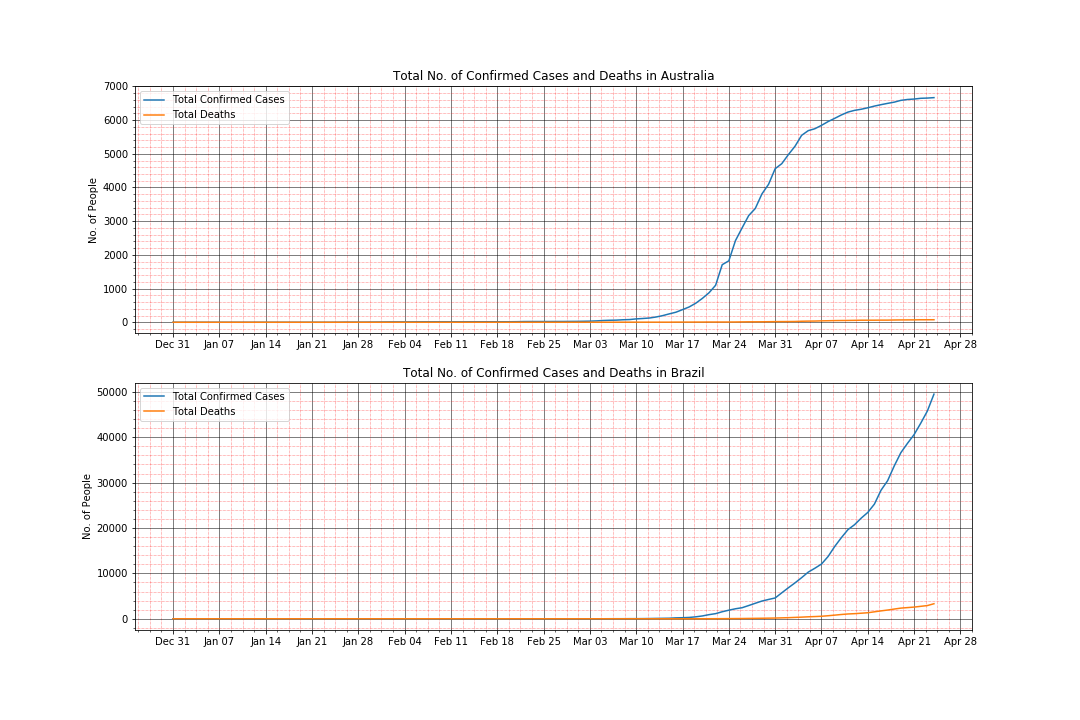 Total No. of Confirmed Cases and Deaths in Australia
Total Confirmed Cases
Total Deaths
No. of People
7000
6000
5000
4000
3000
2000
1000
0
Dec 31 Jan 07 Jan 14 Jan 21 Jan 28 Feb 04 Feb 11 Feb 18 Feb 25 Mar 03 Mar 10 Mar 17 Mar 24 Mar 31 Apr 07 Apr 14 Apr 21 Apr 28
Total No. of Confirmed Cases and Deaths in Brazil
Total Confirmed Cases
Total Deaths
No. of People
50000
40000
30000
20000
10000
0
Dec 31 Jan 07 Jan 14 Jan 21 Jan 28 Feb 04 Feb 11 Feb 18 Feb 25 Mar 03 Mar 10 Mar 17 Mar 24 Mar 31 Apr 07 Apr 14 Apr 21 Apr 28